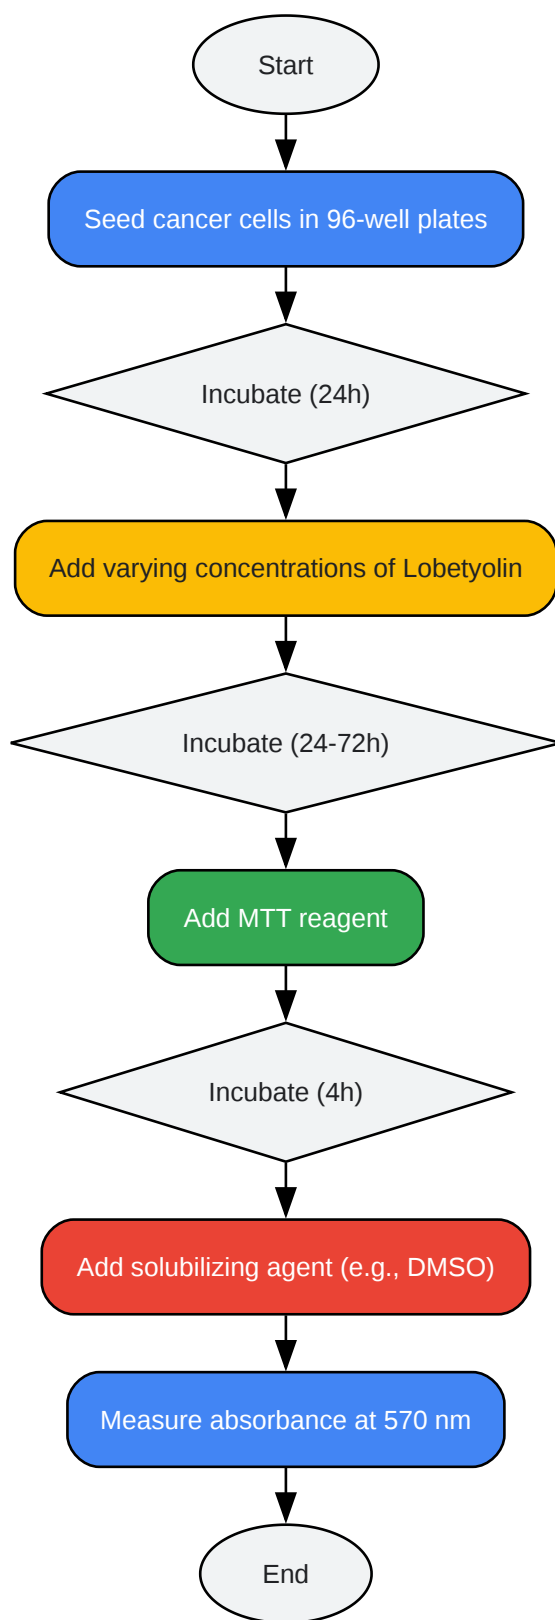 Start
Seed cancer cells in 96-well plates
Incubate (24h)
Add varying concentrations of Lobetyolin
Incubate (24-72h)
Add MTT reagent
Incubate (4h)
Add solubilizing agent (e.g., DMSO)
Measure absorbance at 570 nm
End